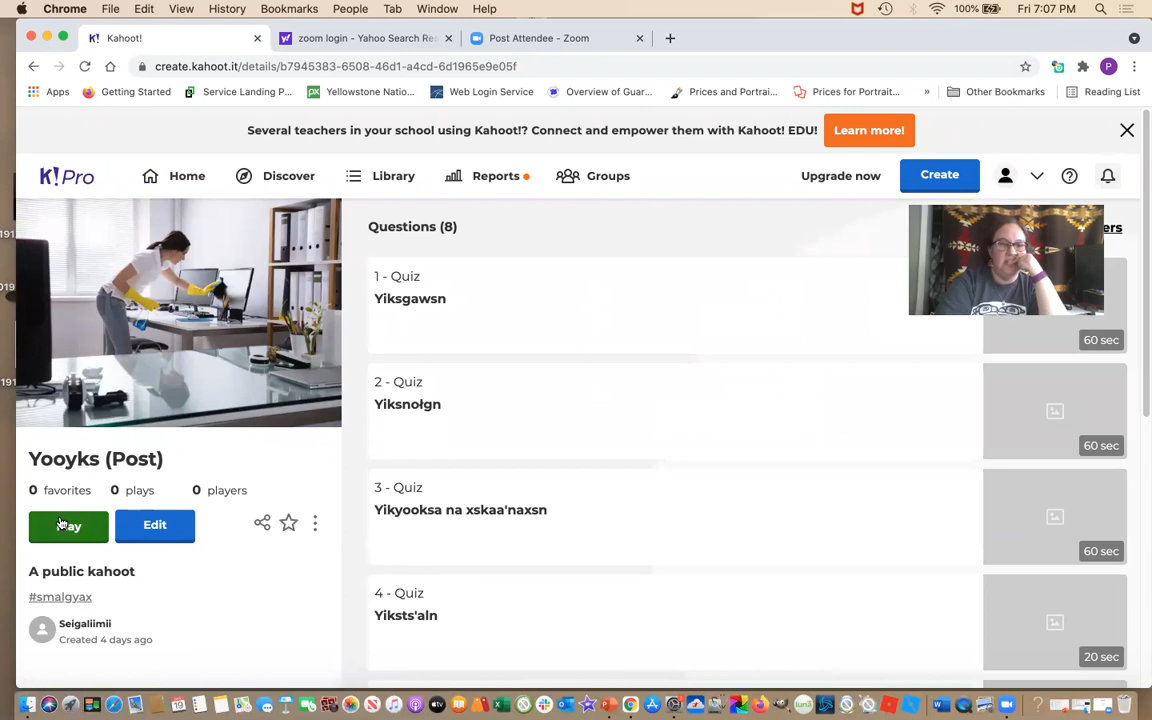 Chrome File Edit View History Bookmarks People Tab Window Help 100% Fri 7:07 PM
K! Kahoot! zoom login - Yahoo Search Res Post Attendee - Zoom
create.kahoot.it/details/b7945383-6508-46d1-a4cd-6d1965e9e05f
Apps Getting Started Service Landing P... Yellowstone Natio... Web Login Service Overview of Guar... Prices and Portrai... Prices for Portrait... » Other Bookmarks Reading List
Several teachers in your school using Kahoot!? Connect and empower them with Kahoot! EDU! Learn more!
K!Pro Home Discover Library Reports Groups Upgrade now Create
Questions (8)
1 - Quiz
Yiksgawsn
60 sec
2 - Quiz
Yiksnołgn
60 sec
3 - Quiz
Yikyooksa na xskaa'naxsn
60 sec
4 - Quiz
Yiksts'aln
20 sec
Yooyks (Post)
0 favorites 0 plays 0 players
Edit
A public kahoot
#smalgyax
Seigaliimii
Created 4 days ago